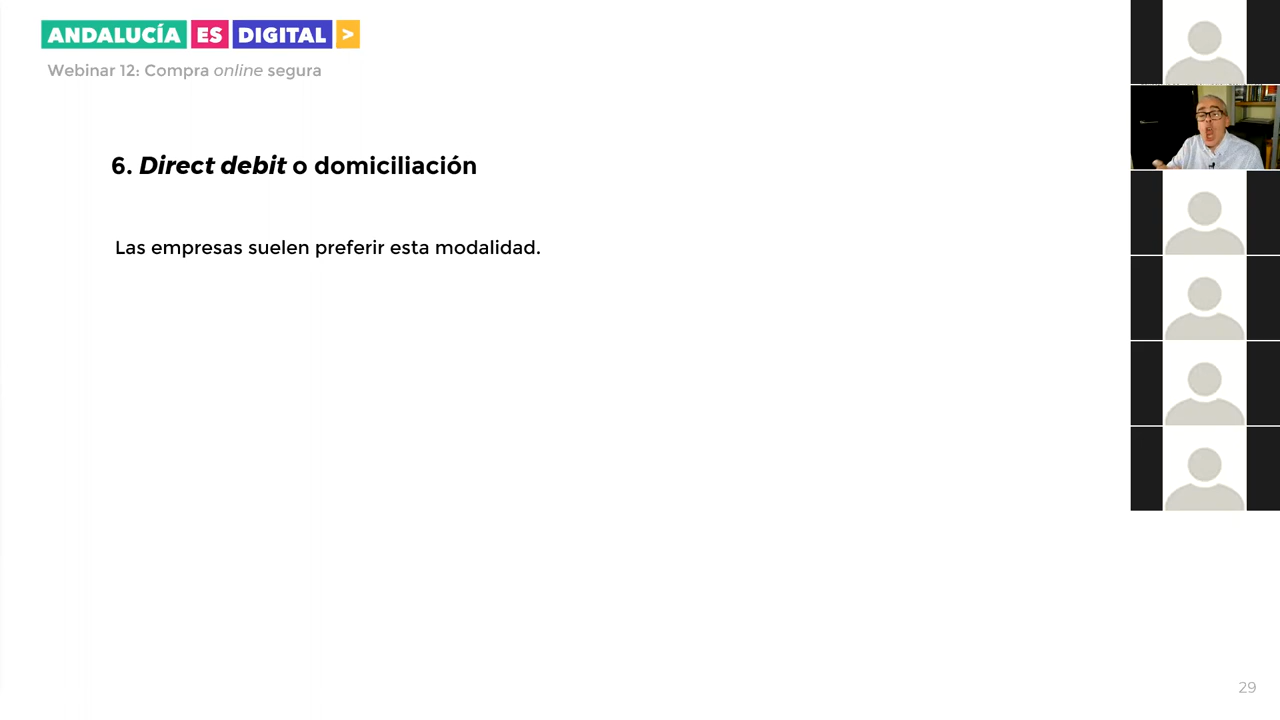 ANDALUCÍA ES DIGITAL >
Webinar 12: Compra online segura
6. Direct debit o domiciliación
Las empresas suelen preferir esta modalidad.
29